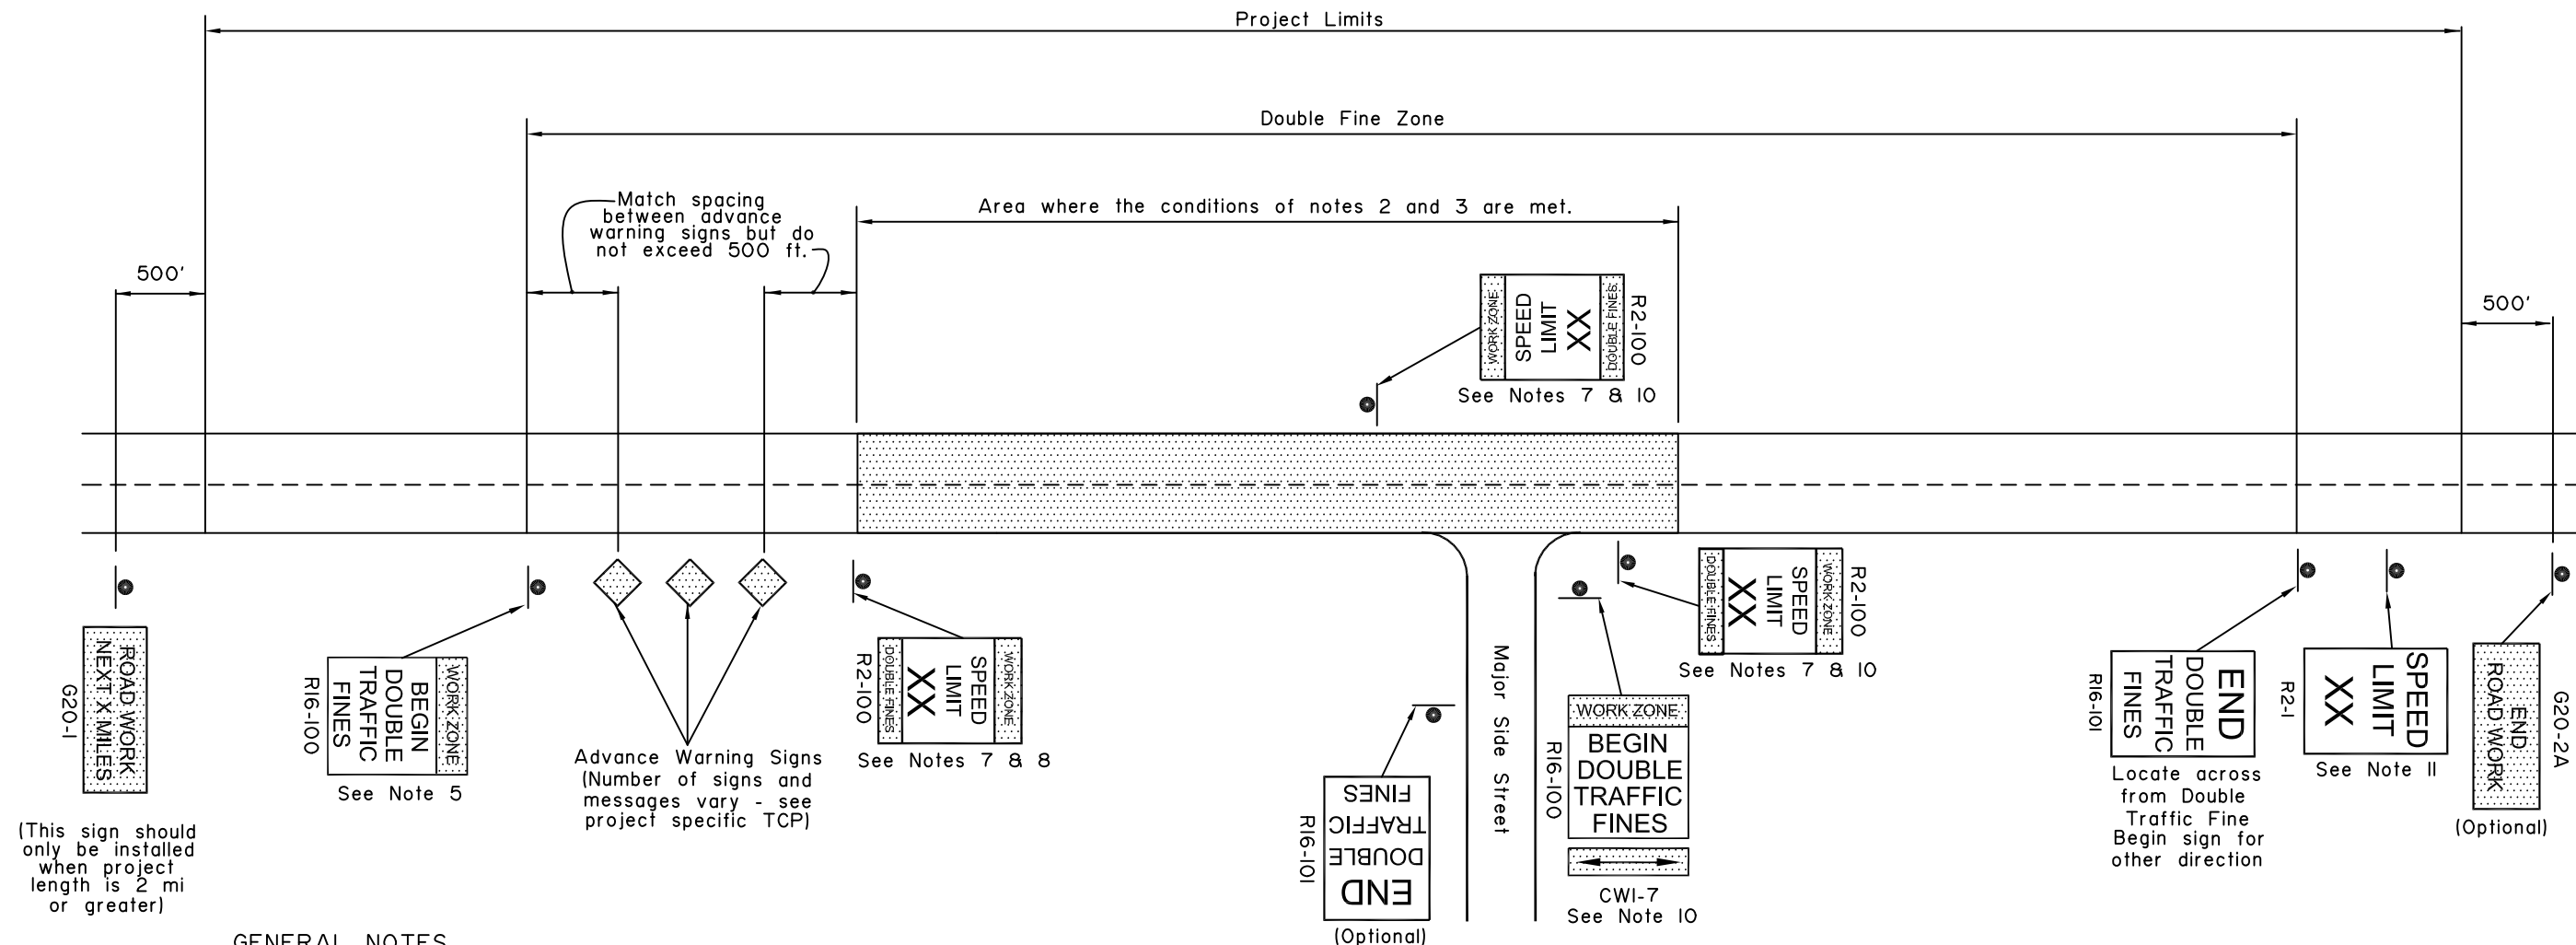 Project Limits
Double Fine Zone
Match spacing
between advance
warning signs but do
not exceed 500 ft.
Area where the conditions of notes 2 and 3 are met.
500'
500'
WORK ZONE
SPEED
LIMIT
XX
DOUBLE FINES
R2-100
See Notes 7 & 10
ROAD WORK
NEXT X MILES
G20-1
(This sign should
only be installed
when project
length is 2 mi
or greater)
WORK ZONE
BEGIN
DOUBLE
TRAFFIC
FINES
R16-100
See Note 5
Advance Warning Signs
(Number of signs and
messages vary - see
project specific TCP)
WORK ZONE
SPEED
LIMIT
XX
DOUBLE FINES
R2-100
See Notes 7 & 8
END
DOUBLE
TRAFFIC
FINES
R16-101
(Optional)
Major Side Street
WORK ZONE
BEGIN
DOUBLE
TRAFFIC
FINES
R16-100
CW1-7
See Note 10
R2-100
WORK ZONE
SPEED
LIMIT
XX
DOUBLE FINES
See Notes 7 & 10
END
DOUBLE
TRAFFIC
FINES
R16-101
Locate across
from Double
Traffic Fine
Begin sign for
other direction
SPEED
LIMIT
XX
R2-1
See Note 11
G20-2A
END
ROAD WORK
(Optional)
GENERAL NOTES